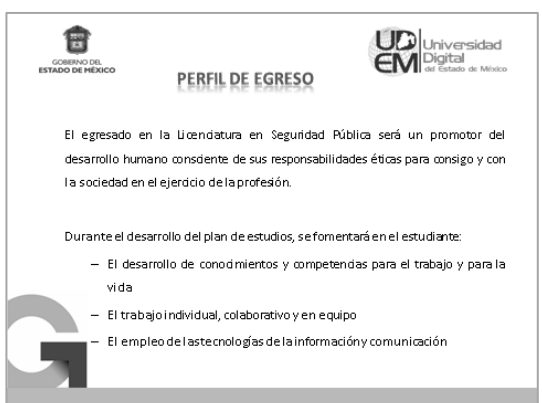 GOBIERNO DEL
ESTADO DE MÉXICO
UDEM
Universidad
Digital
del Estado de México
PERFIL DE EGRESO
El egresado en la Licenciatura en Seguridad Pública será un promotor del
desarrollo humano consciente de sus responsabilidades éticas para consigo y con
la sociedad en el ejercicio de la profesión.
Durante el desarrollo del plan de estudios, se fomentará en el estudiante:
– El desarrollo de conocimientos y competencias para el trabajo y para la
vida
– El trabajo individual, colaborativo y en equipo
– El empleo de las tecnologías de la información y comunicación